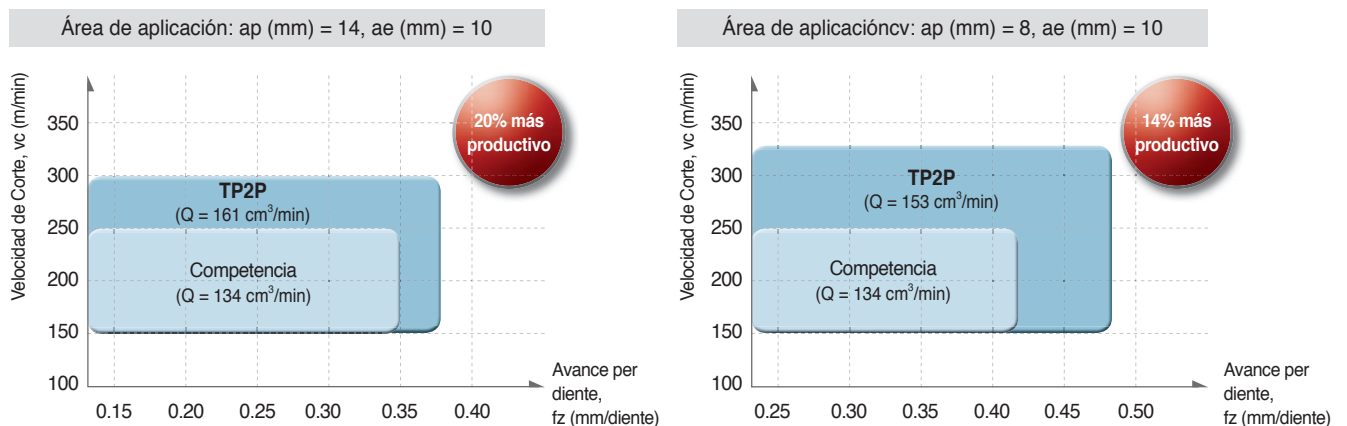 Área de aplicación: ap (mm) = 14, ae (mm) = 10
Velocidad de Corte, vc (m/min)
350
300
250
200
150
100
20% más
productivo
TP2P
(Q = 161 cm³/min)
Competencia
(Q = 134 cm³/min)
0.15 0.20 0.25 0.30 0.35 0.40
Avance per
diente,
fz (mm/diente)
Área de aplicacióncv: ap (mm) = 8, ae (mm) = 10
Velocidad de Corte, vc (m/min)
350
300
250
200
150
100
14% más
productivo
TP2P
(Q = 153 cm³/min)
Competencia
(Q = 134 cm³/min)
0.25 0.30 0.35 0.40 0.45 0.50
Avance per
diente,
fz (mm/diente)